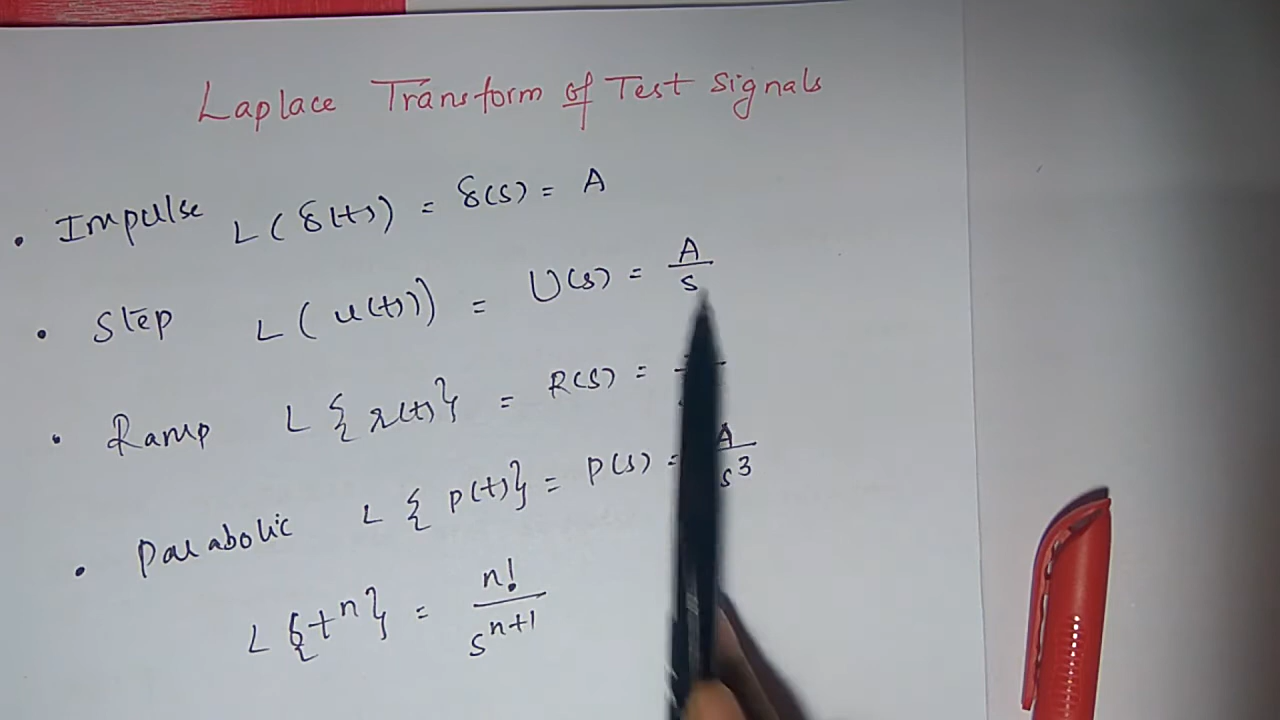 Laplace Transform of Test Signals
• Impulse L(δ(t)) = δ(s) = A
• Step L(u(t)) = U(s) = A/s
• Ramp L{r(t)} = R(s) =
• Parabolic L{p(t)} = P(s) = A/s³
L{tⁿ} = n!/sⁿ⁺¹